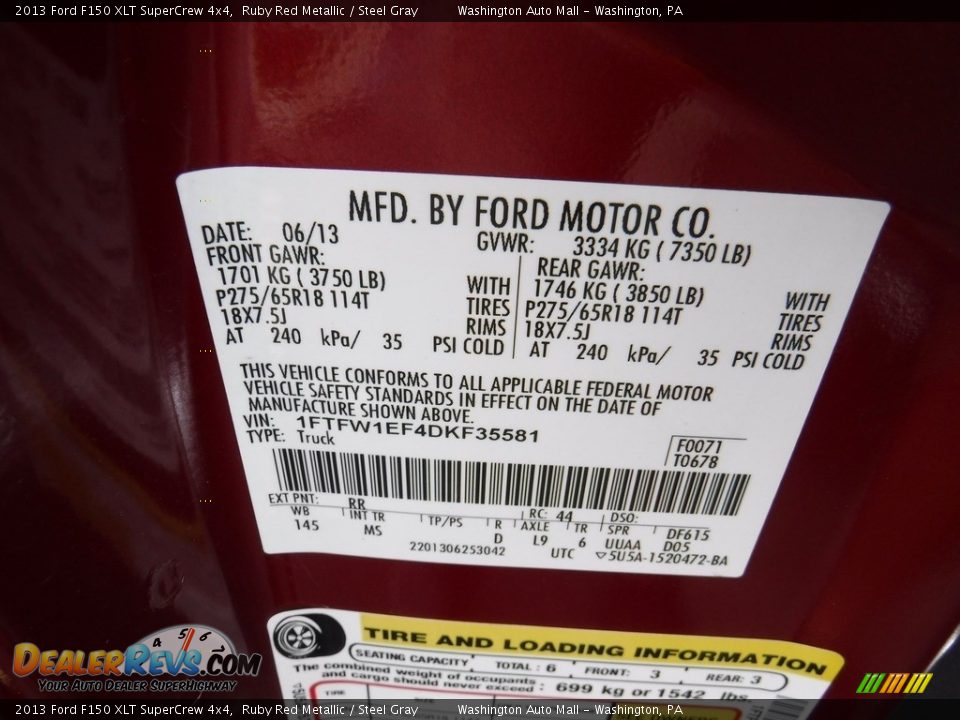 2013 Ford F150 XLT SuperCrew 4x4, Ruby Red Metallic / Steel Gray Washington Auto Mall - Washington, PA
MFD. BY FORD MOTOR CO.
DATE: 06/13 GVWR: 3334 KG ( 7350 LB)
FRONT GAWR: REAR GAWR:
1701 KG ( 3750 LB) WITH 1746 KG ( 3850 LB) WITH
P275/65R18 114T TIRES P275/65R18 114T TIRES
18X7.5J RIMS 18X7.5J RIMS
AT 240 kPa/ 35 PSI COLD AT 240 kPa/ 35 PSI COLD
THIS VEHICLE CONFORMS TO ALL APPLICABLE FEDERAL MOTOR
VEHICLE SAFETY STANDARDS IN EFFECT ON THE DATE OF
MANUFACTURE SHOWN ABOVE.
VIN: 1FTFW1EF4DKF35581
TYPE: Truck
F0071
T0678
EXT PNT: RR RC: 44 DSO:
WB INT TR TP/PS R AXLE TR SPR DF615
145 MS D L9 6 UUAA D05
2201306253042 UTC ▽5U5A-1520472-BA
TIRE AND LOADING INFORMATION
SEATING CAPACITY TOTAL: 6 FRONT: 3 REAR: 3
The combined weight of occupants
and cargo should never exceed : 699 kg or 1542 lbs.
TIRE
4 5 6
DEALERREVS.COM
YOUR AUTO DEALER SUPERHIGHWAY
2013 Ford F150 XLT SuperCrew 4x4, Ruby Red Metallic / Steel Gray Washington Auto Mall - Washington, PA